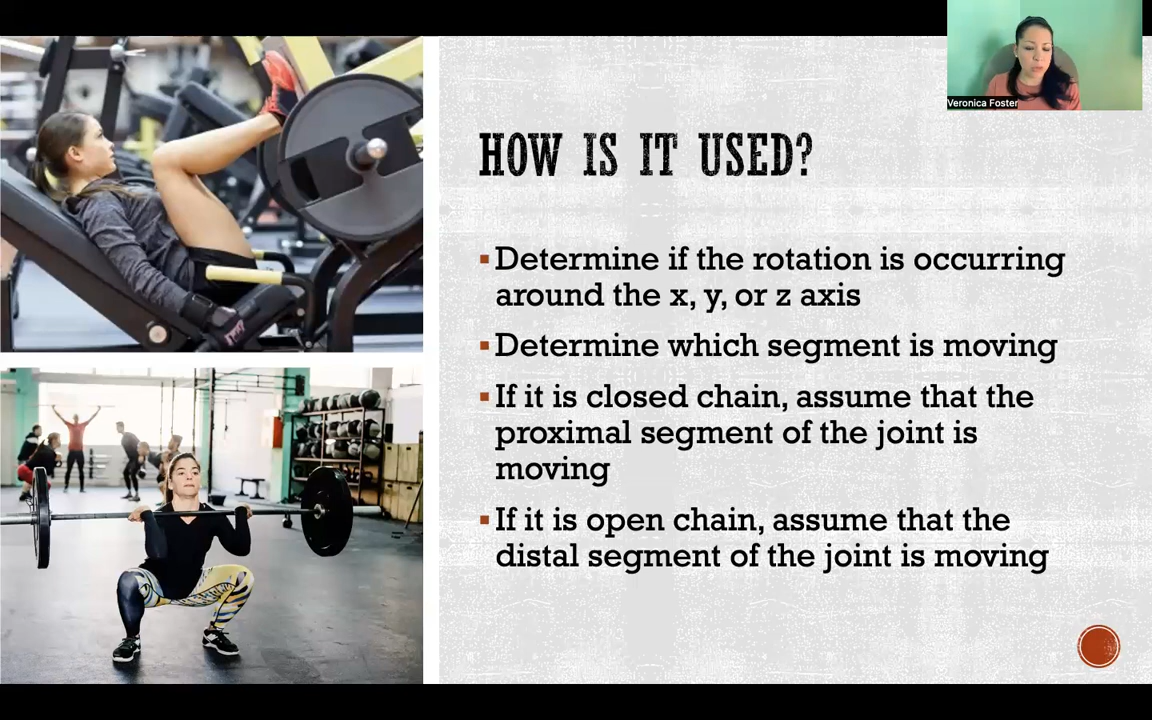 Veronica Foster
HOW IS IT USED?
▪Determine if the rotation is occurring
around the x, y, or z axis
▪Determine which segment is moving
▪If it is closed chain, assume that the
proximal segment of the joint is
moving
▪If it is open chain, assume that the
distal segment of the joint is moving